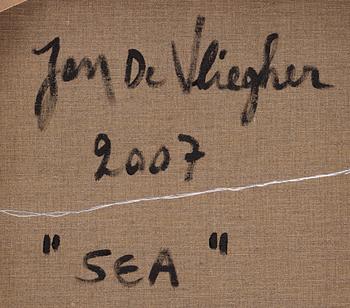 Jan De Vliegher
2007
" SEA "